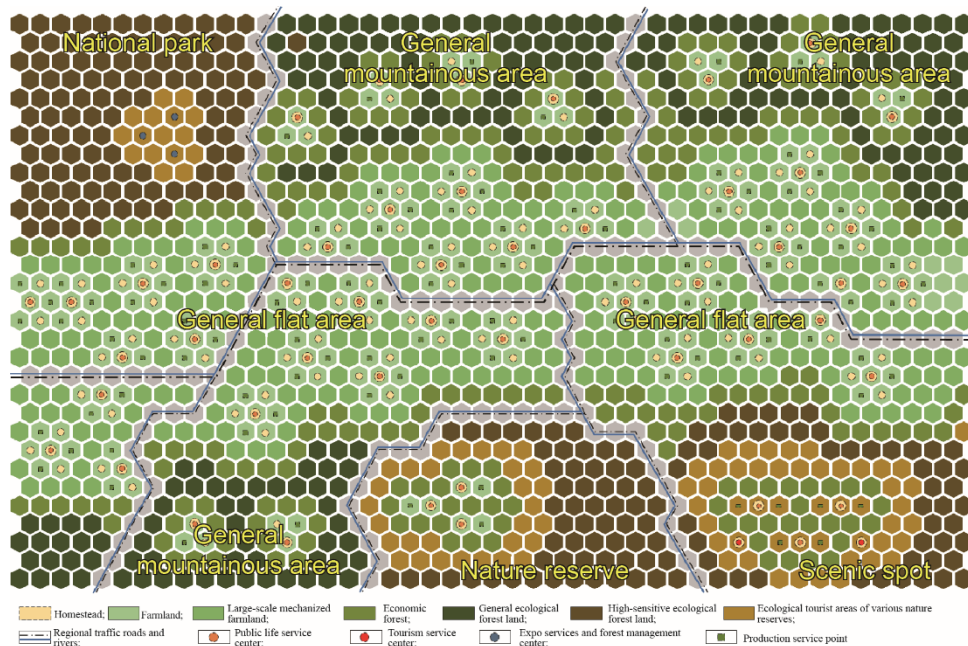 National park
General
mountainous area
General
mountainous area
General flat area
General flat area
General
mountainous area
Nature reserve
Scenic spot
Homestead;
Farmland;
Large-scale mechanized
farmland;
Economic
forest;
General ecological
forest land;
High-sensitive ecological
forest land;
Ecological tourist areas of various nature
reserves;
Regional traffic roads and
rivers;
Public life service
center;
Tourism service
center;
Expo services and forest management
center;
Production service point